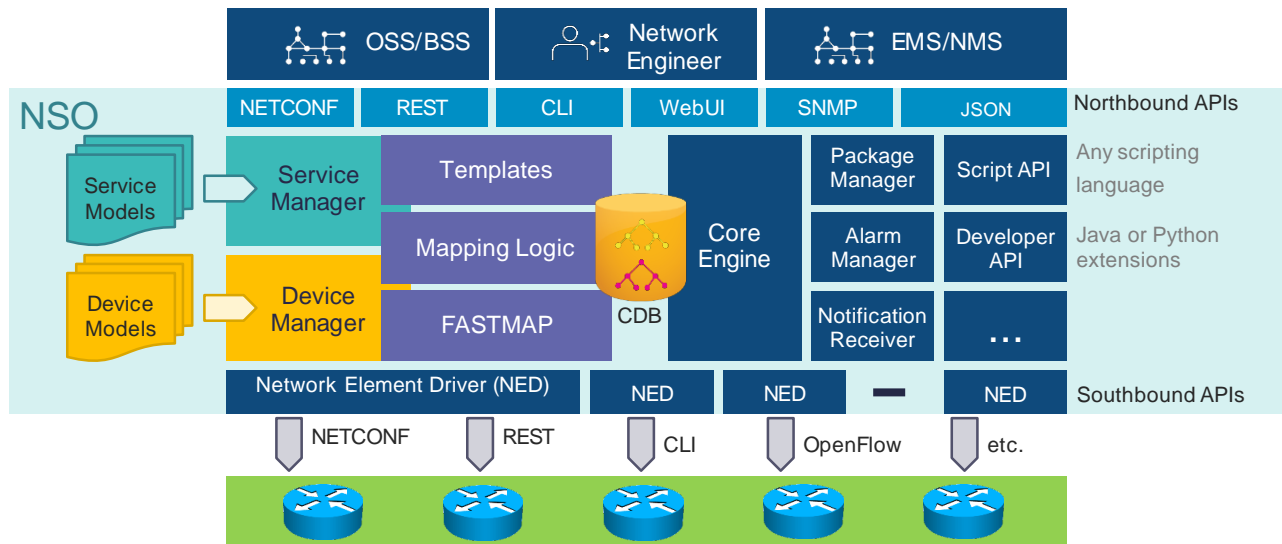 OSS/BSS
Network
Engineer
EMS/NMS
NSO
NETCONF
REST
CLI
WebUI
SNMP
JSON
Northbound APIs
Service
Models
Service
Manager
Templates
Mapping Logic
FASTMAP
Device
Models
Device
Manager
CDB
Core
Engine
Package
Manager
Script API
Any scripting
language
Alarm
Manager
Developer
API
Java or Python
extensions
Notification
Receiver
...
Network Element Driver (NED)
NED
NED
NED
Southbound APIs
NETCONF
REST
CLI
OpenFlow
etc.